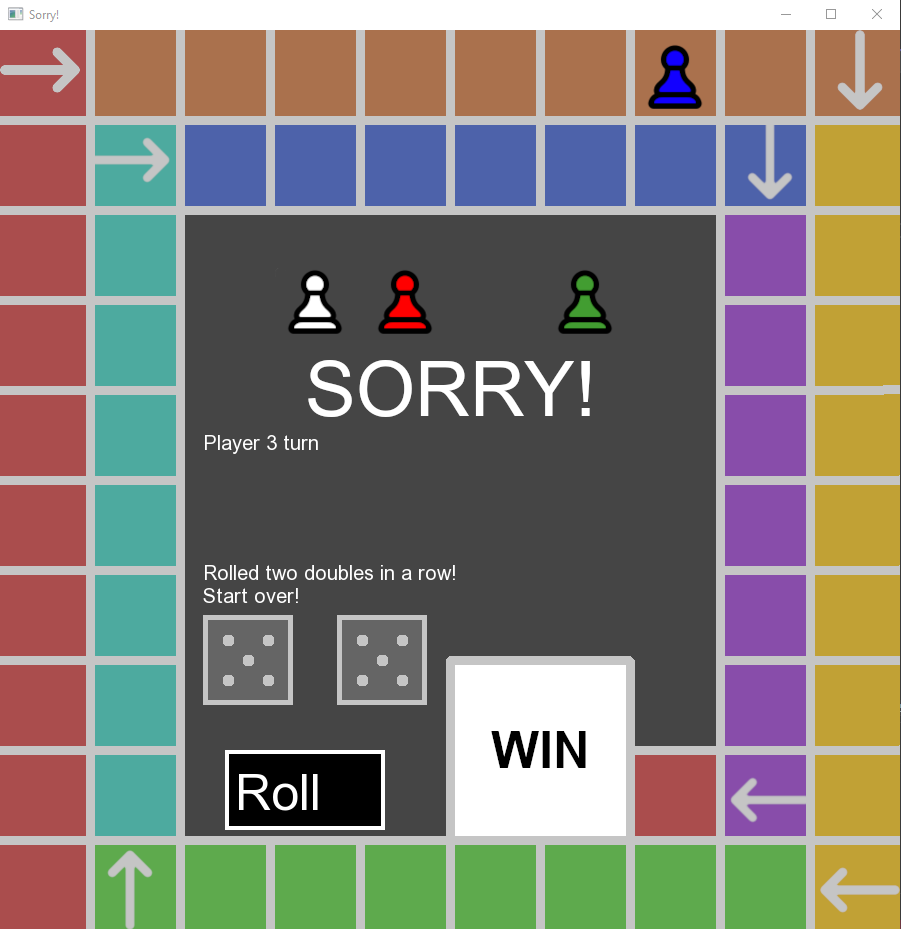 Sorry!
SORRY!
Player 3 turn
Rolled two doubles in a row!
Start over!
WIN
Roll